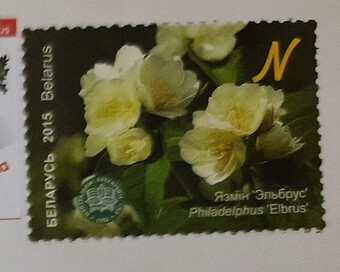 БЕЛАРУСЬ 2015 Belarus
N
Язмін 'Эльбрус'
Philadelphus 'Elbrus'